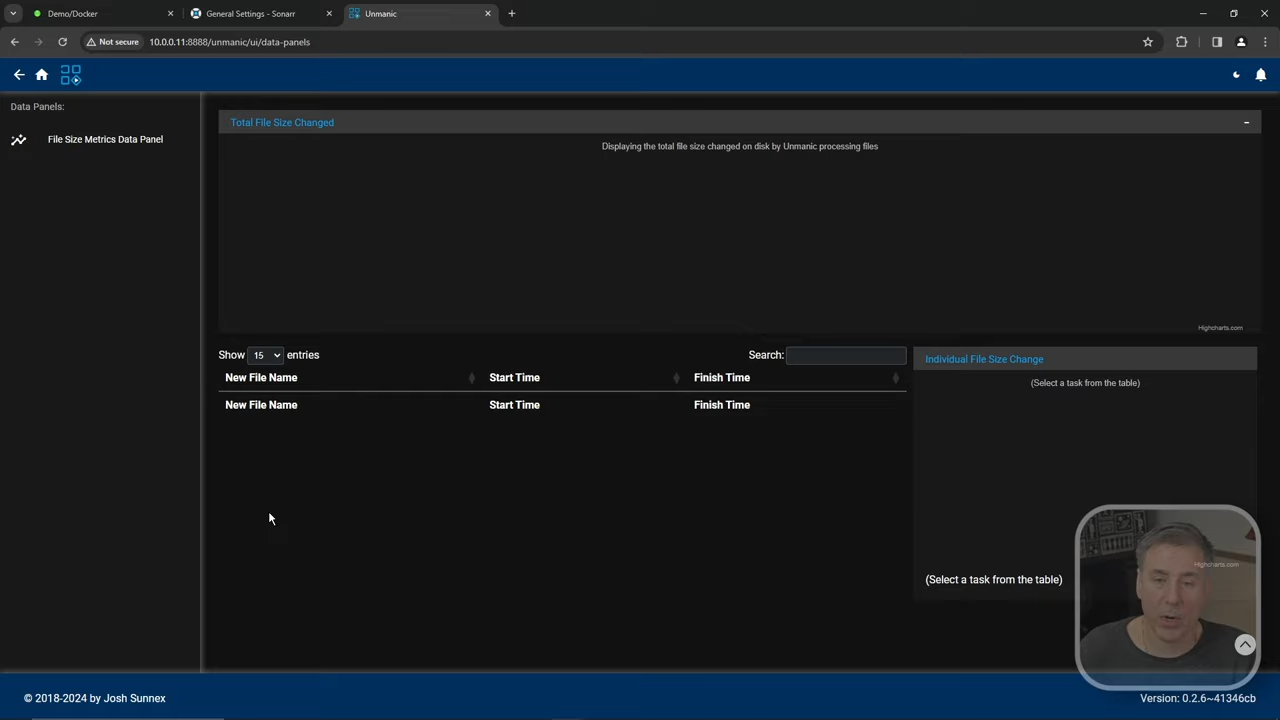 Demo/Docker
General Settings - Sonarr
Unmanic
Not secure
10.0.0.11:8888/unmanic/ui/data-panels
Data Panels:
File Size Metrics Data Panel
Total File Size Changed
Displaying the total file size changed on disk by Unmanic processing files
Highcharts.com
Show 15 entries
Search:
New File Name Start Time Finish Time
New File Name Start Time Finish Time
Individual File Size Change
(Select a task from the table)
Highcharts.com
(Select a task from the table)
© 2018-2024 by Josh Sunnex
Version: 0.2.6~41346cb